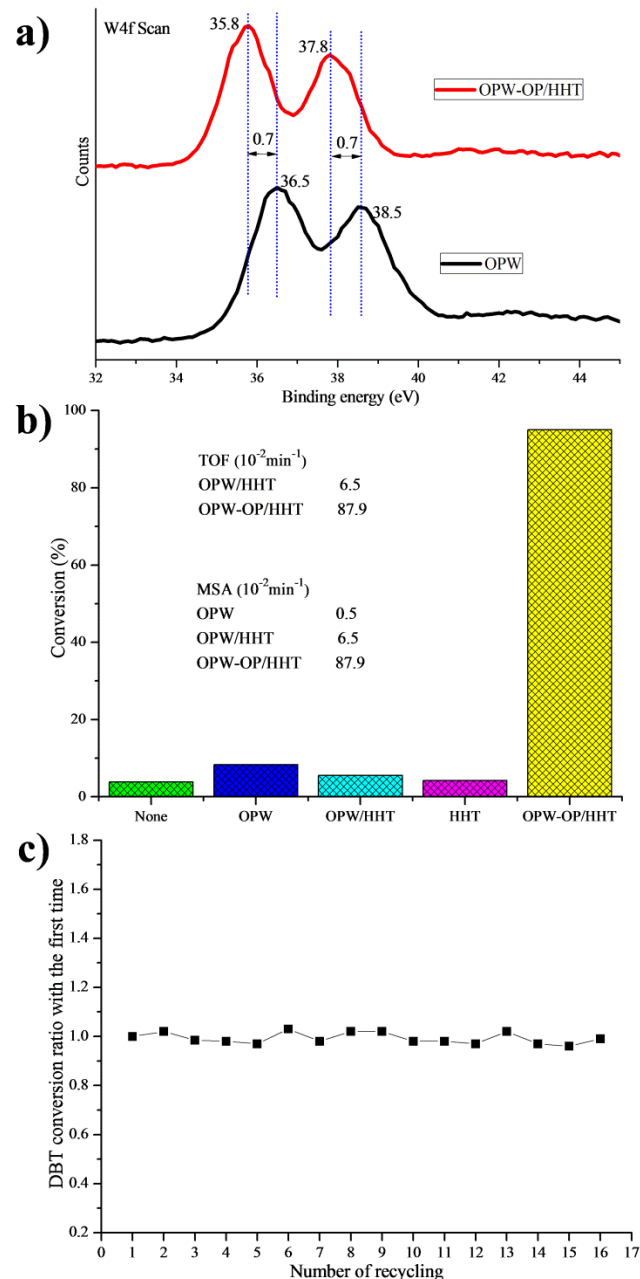 a)
W4f Scan
35.8
37.8
OPW-OP/HHT
0.7
0.7
36.5
38.5
OPW
Counts
32 34 36 38 40 42 44
Binding energy (eV)
b)
100
80
60
40
20
0
Conversion (%)
TOF (10⁻²min⁻¹)
OPW/HHT 6.5
OPW-OP/HHT 87.9
MSA (10⁻²min⁻¹)
OPW 0.5
OPW/HHT 6.5
OPW-OP/HHT 87.9
None OPW OPW/HHT HHT OPW-OP/HHT
c)
1.8
1.6
1.4
1.2
1.0
0.8
0.6
0.4
0.2
DBT conversion ratio with the first time
0 1 2 3 4 5 6 7 8 9 10 11 12 13 14 15 16 17
Number of recycling